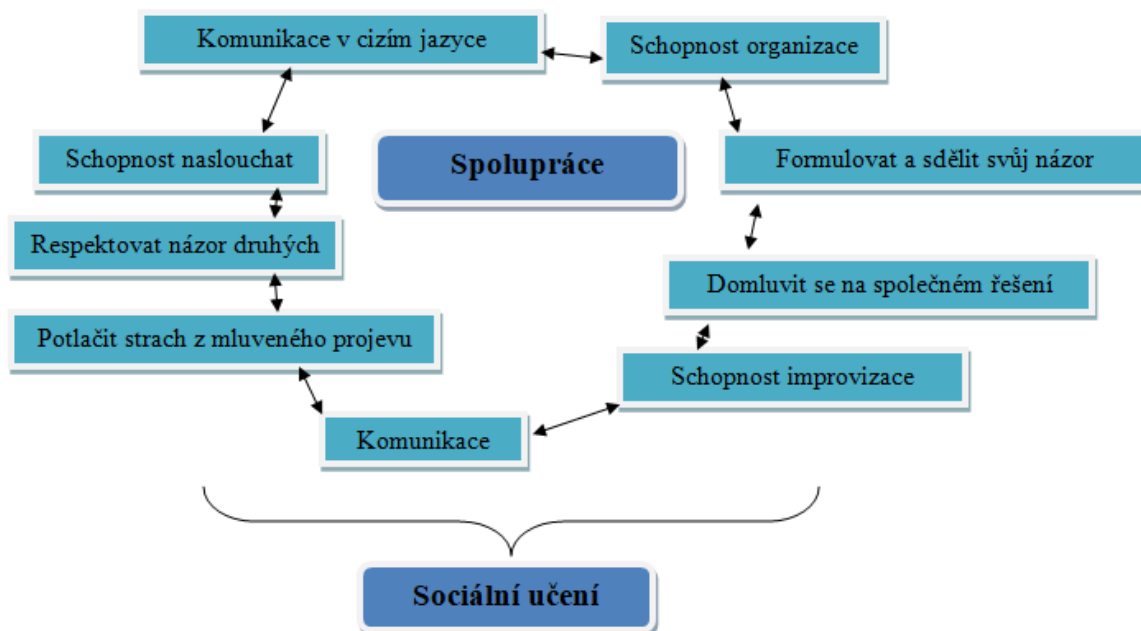 Komunikace v cizím jazyce
Schopnost organizace
Schopnost naslouchat
Spolupráce
Formulovat a sdělit svůj názor
Respektovat názor druhých
Domluvit se na společném řešení
Potlačit strach z mluveného projevu
Schopnost improvizace
Komunikace
Sociální učení